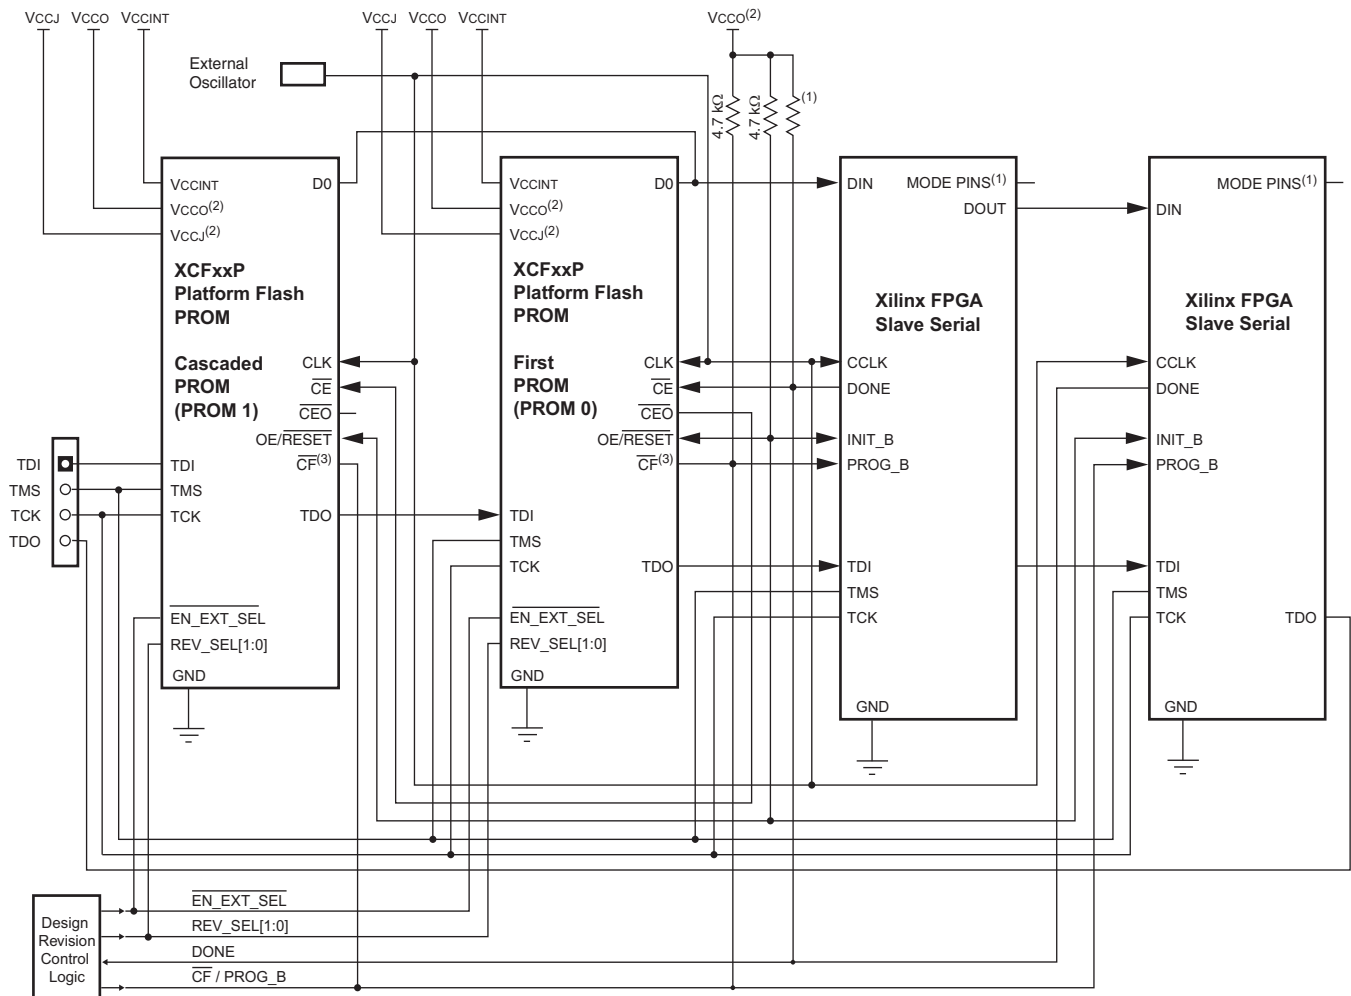 VCCJ VCCO VCCINT
VCCJ VCCO VCCINT
VCCO(2)
External
Oscillator
4.7 kΩ
4.7 kΩ
(1)
VCCINT
VCCO(2)
VCCJ(2)
D0
XCFxxP
Platform Flash
PROM
Cascaded
PROM
(PROM 1)
CLK
CE
CEO
OE/RESET
CF(3)
TDI
TMS
TCK
TDO
EN_EXT_SEL
REV_SEL[1:0]
GND
TDI
TMS
TCK
TDO
VCCINT
VCCO(2)
VCCJ(2)
D0
XCFxxP
Platform Flash
PROM
First
PROM
(PROM 0)
CLK
CE
CEO
OE/RESET
CF(3)
TDI
TMS
TCK
TDO
EN_EXT_SEL
REV_SEL[1:0]
GND
DIN
MODE PINS(1)
DOUT
Xilinx FPGA
Slave Serial
CCLK
DONE
INIT_B
PROG_B
TDI
TMS
TCK
GND
MODE PINS(1)
DIN
Xilinx FPGA
Slave Serial
CCLK
DONE
INIT_B
PROG_B
TDI
TMS
TCK
TDO
GND
Design
Revision
Control
Logic
EN_EXT_SEL
REV_SEL[1:0]
DONE
CF / PROG_B